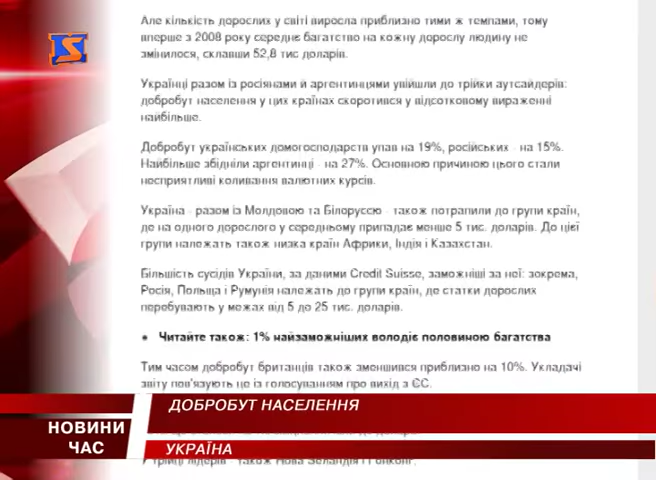 Але кількість дорослих у світі виросла приблизно тими ж темпами, тому
вперше з 2008 року середнє багатство на кожну дорослу людину не
змінилося, склавши 52,8 тис доларів.
Українці разом із росіянами й аргентинцями увійшли до трійки аутсайдерів:
добробут населення у цих країнах скоротився у відсотковому вираженні
найбільше.
Добробут українських домогосподарств упав на 19%, російських - на 15%.
Найбільше збідніли аргентинці - на 27%. Основною причиною цього стали
несприятливі коливання валютних курсів.
Україна - разом із Молдовою та Білоруссю - також потрапили до групи країн,
де на одного дорослого у середньому припадає менше 5 тис. доларів. До цієї
групи належать також низка країн Африки, Індія і Казахстан.
Більшість сусідів України, за даними Credit Suisse, заможніші за неї: зокрема,
Росія, Польща і Румунія належать до групи країн, де статки дорослих
перебувають у межах від 5 до 25 тис. доларів.
• Читайте також: 1% найзаможніших володіє половиною багатства
Тим часом добробут британців також зменшився приблизно на 10%. Укладачі
звіту пов'язують це із голосуванням про вихід з ЄС.
ДОБРОБУТ НАСЕЛЕННЯ
НОВИНИ
ЧАС
УКРАЇНА
У трійці лідерів - також Нова Зеландія і Гонконг.